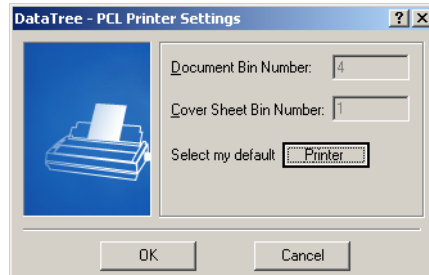 DataTree - PCL Printer Settings
Document Bin Number: 4
Cover Sheet Bin Number: 1
Select my default Printer
OK Cancel